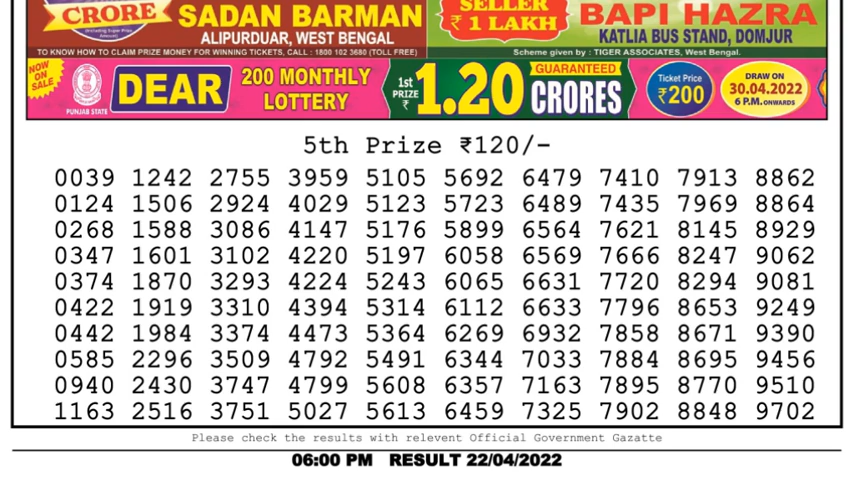 CRORE
(Including Super Prize Amount)
SADAN BARMAN
ALIPURDUAR, WEST BENGAL
TO KNOW HOW TO CLAIM PRIZE MONEY FOR WINNING TICKETS, CALL : 1800 102 3680 (TOLL FREE)
SELLER
₹ 1 LAKH
BAPI HAZRA
KATLIA BUS STAND, DOMJUR
Scheme given by : TIGER ASSOCIATES, West Bengal.
NOW ON SALE
PUNJAB STATE
DEAR
200 MONTHLY
LOTTERY
1st PRIZE ₹
1.20
GUARANTEED
CRORES
Ticket Price
₹200
DRAW ON
30.04.2022
6 P.M. ONWARDS
5th Prize ₹120/-
0039 1242 2755 3959 5105 5692 6479 7410 7913 8862
0124 1506 2924 4029 5123 5723 6489 7435 7969 8864
0268 1588 3086 4147 5176 5899 6564 7621 8145 8929
0347 1601 3102 4220 5197 6058 6569 7666 8247 9062
0374 1870 3293 4224 5243 6065 6631 7720 8294 9081
0422 1919 3310 4394 5314 6112 6633 7796 8653 9249
0442 1984 3374 4473 5364 6269 6932 7858 8671 9390
0585 2296 3509 4792 5491 6344 7033 7884 8695 9456
0940 2430 3747 4799 5608 6357 7163 7895 8770 9510
1163 2516 3751 5027 5613 6459 7325 7902 8848 9702
Please check the results with relevent Official Government Gazatte
06:00 PM RESULT 22/04/2022